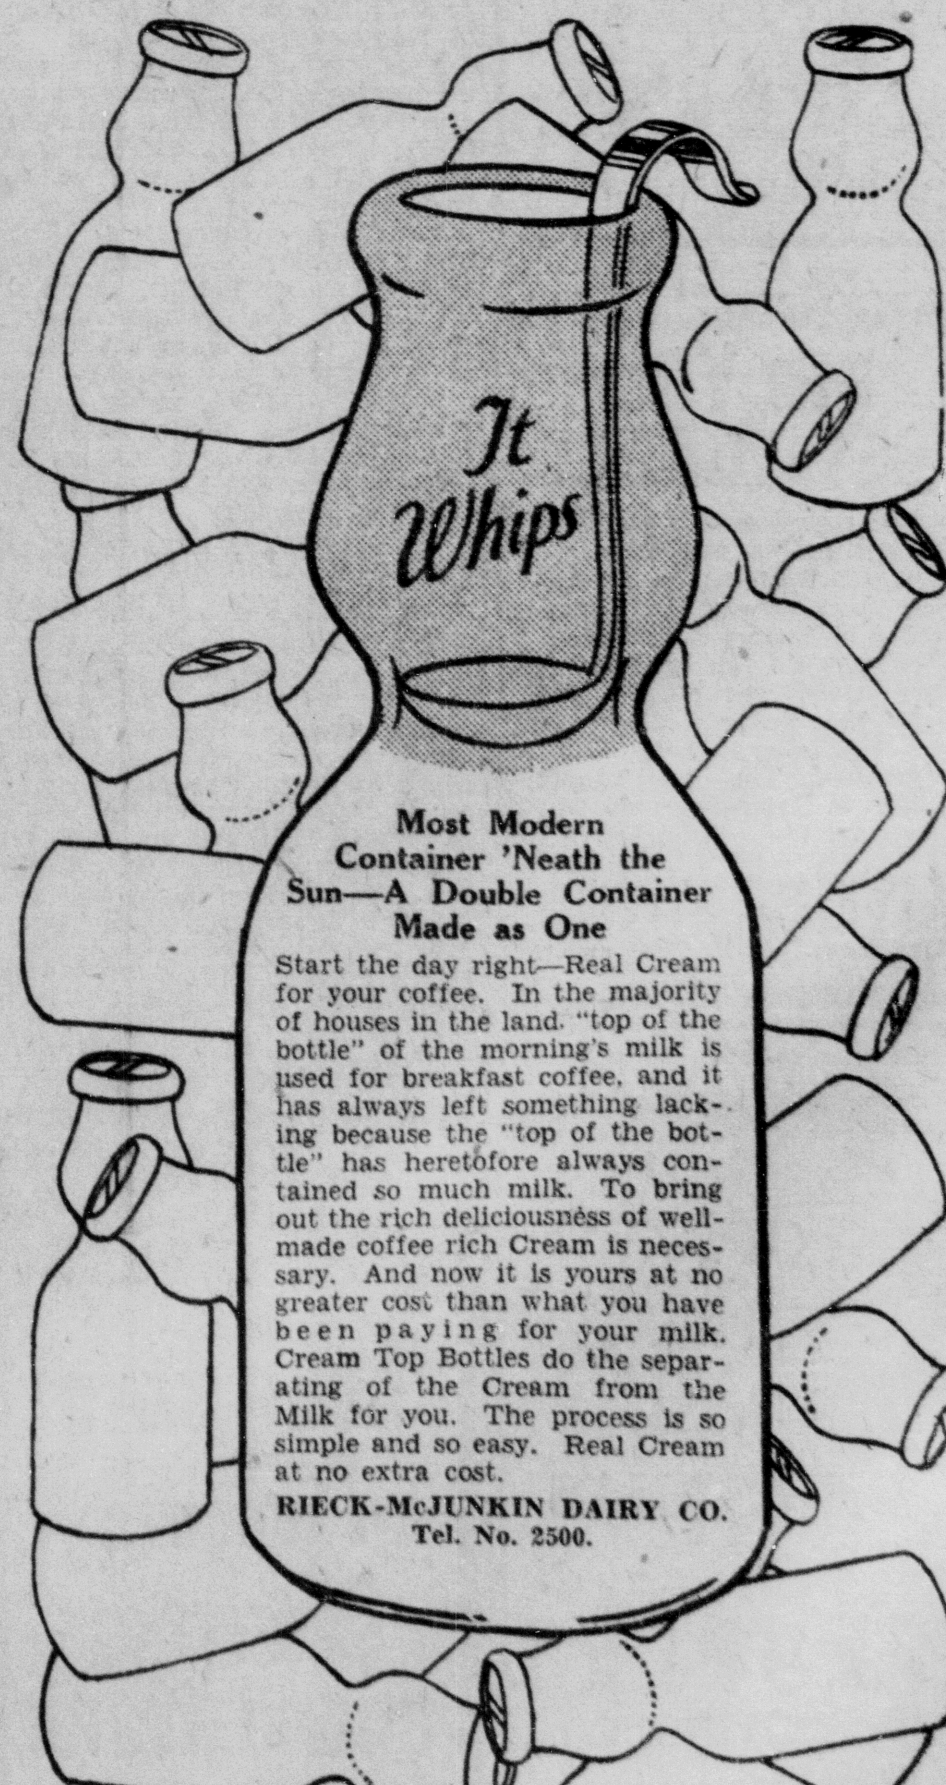 It
Whips
Most Modern
Container 'Neath the
Sun—A Double Container
Made as One
Start the day right—Real Cream
for your coffee. In the majority
of houses in the land. "top of the
bottle" of the morning's milk is
used for breakfast coffee, and it
has always left something lack-
ing because the "top of the bot-
tle" has heretofore always con-
tained so much milk. To bring
out the rich deliciousness of well-
made coffee rich Cream is neces-
sary. And now it is yours at no
greater cost than what you have
been paying for your milk.
Cream Top Bottles do the separ-
ating of the Cream from the
Milk for you. The process is so
simple and so easy. Real Cream
at no extra cost.
RIECK-McJUNKIN DAIRY CO.
Tel. No. 2500.